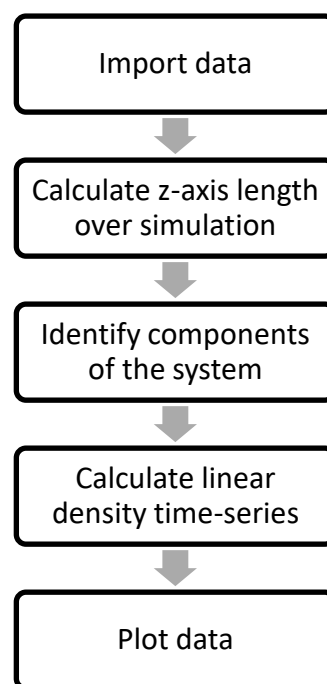 Import data
Calculate z-axis length
over simulation
Identify components
of the system
Calculate linear
density time-series
Plot data